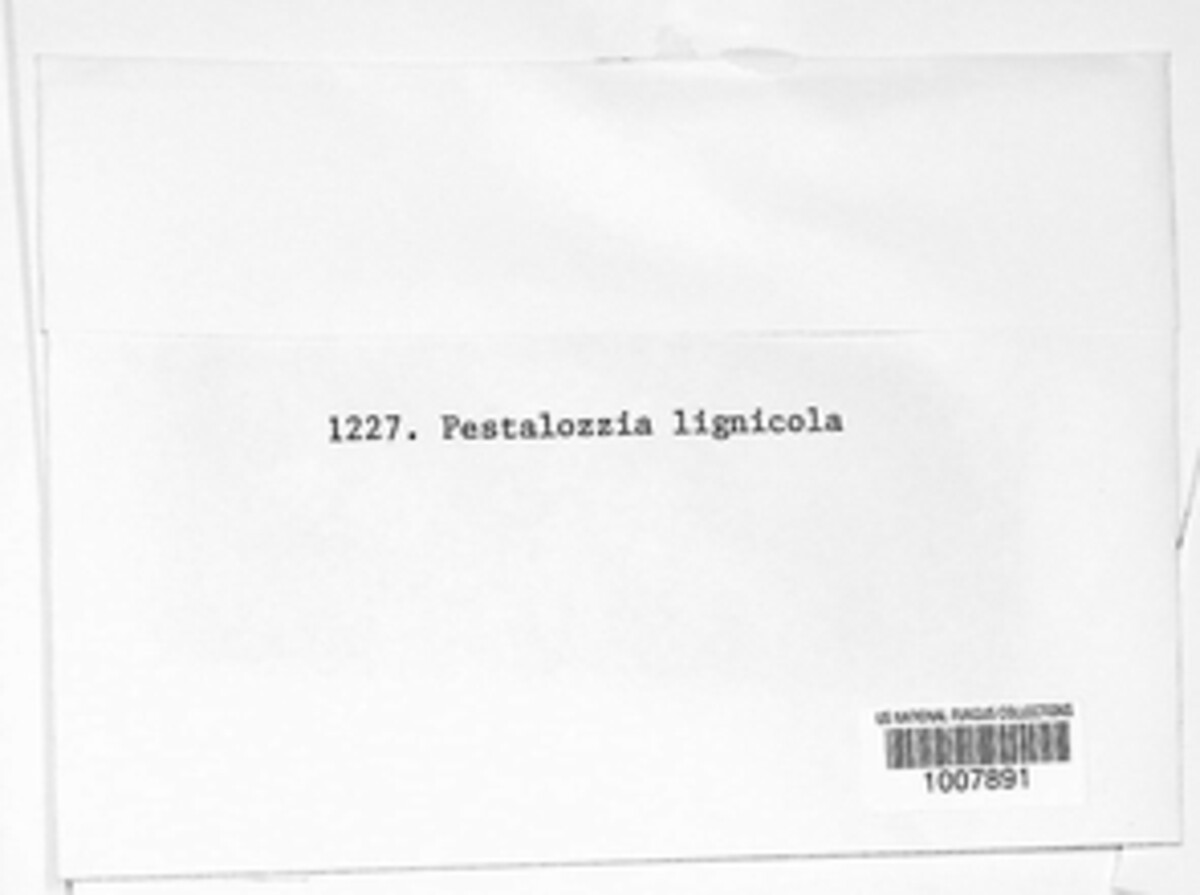 1227. Pestalozzia lignicola
US NATIONAL FUNGUS COLLECTIONS
1007891